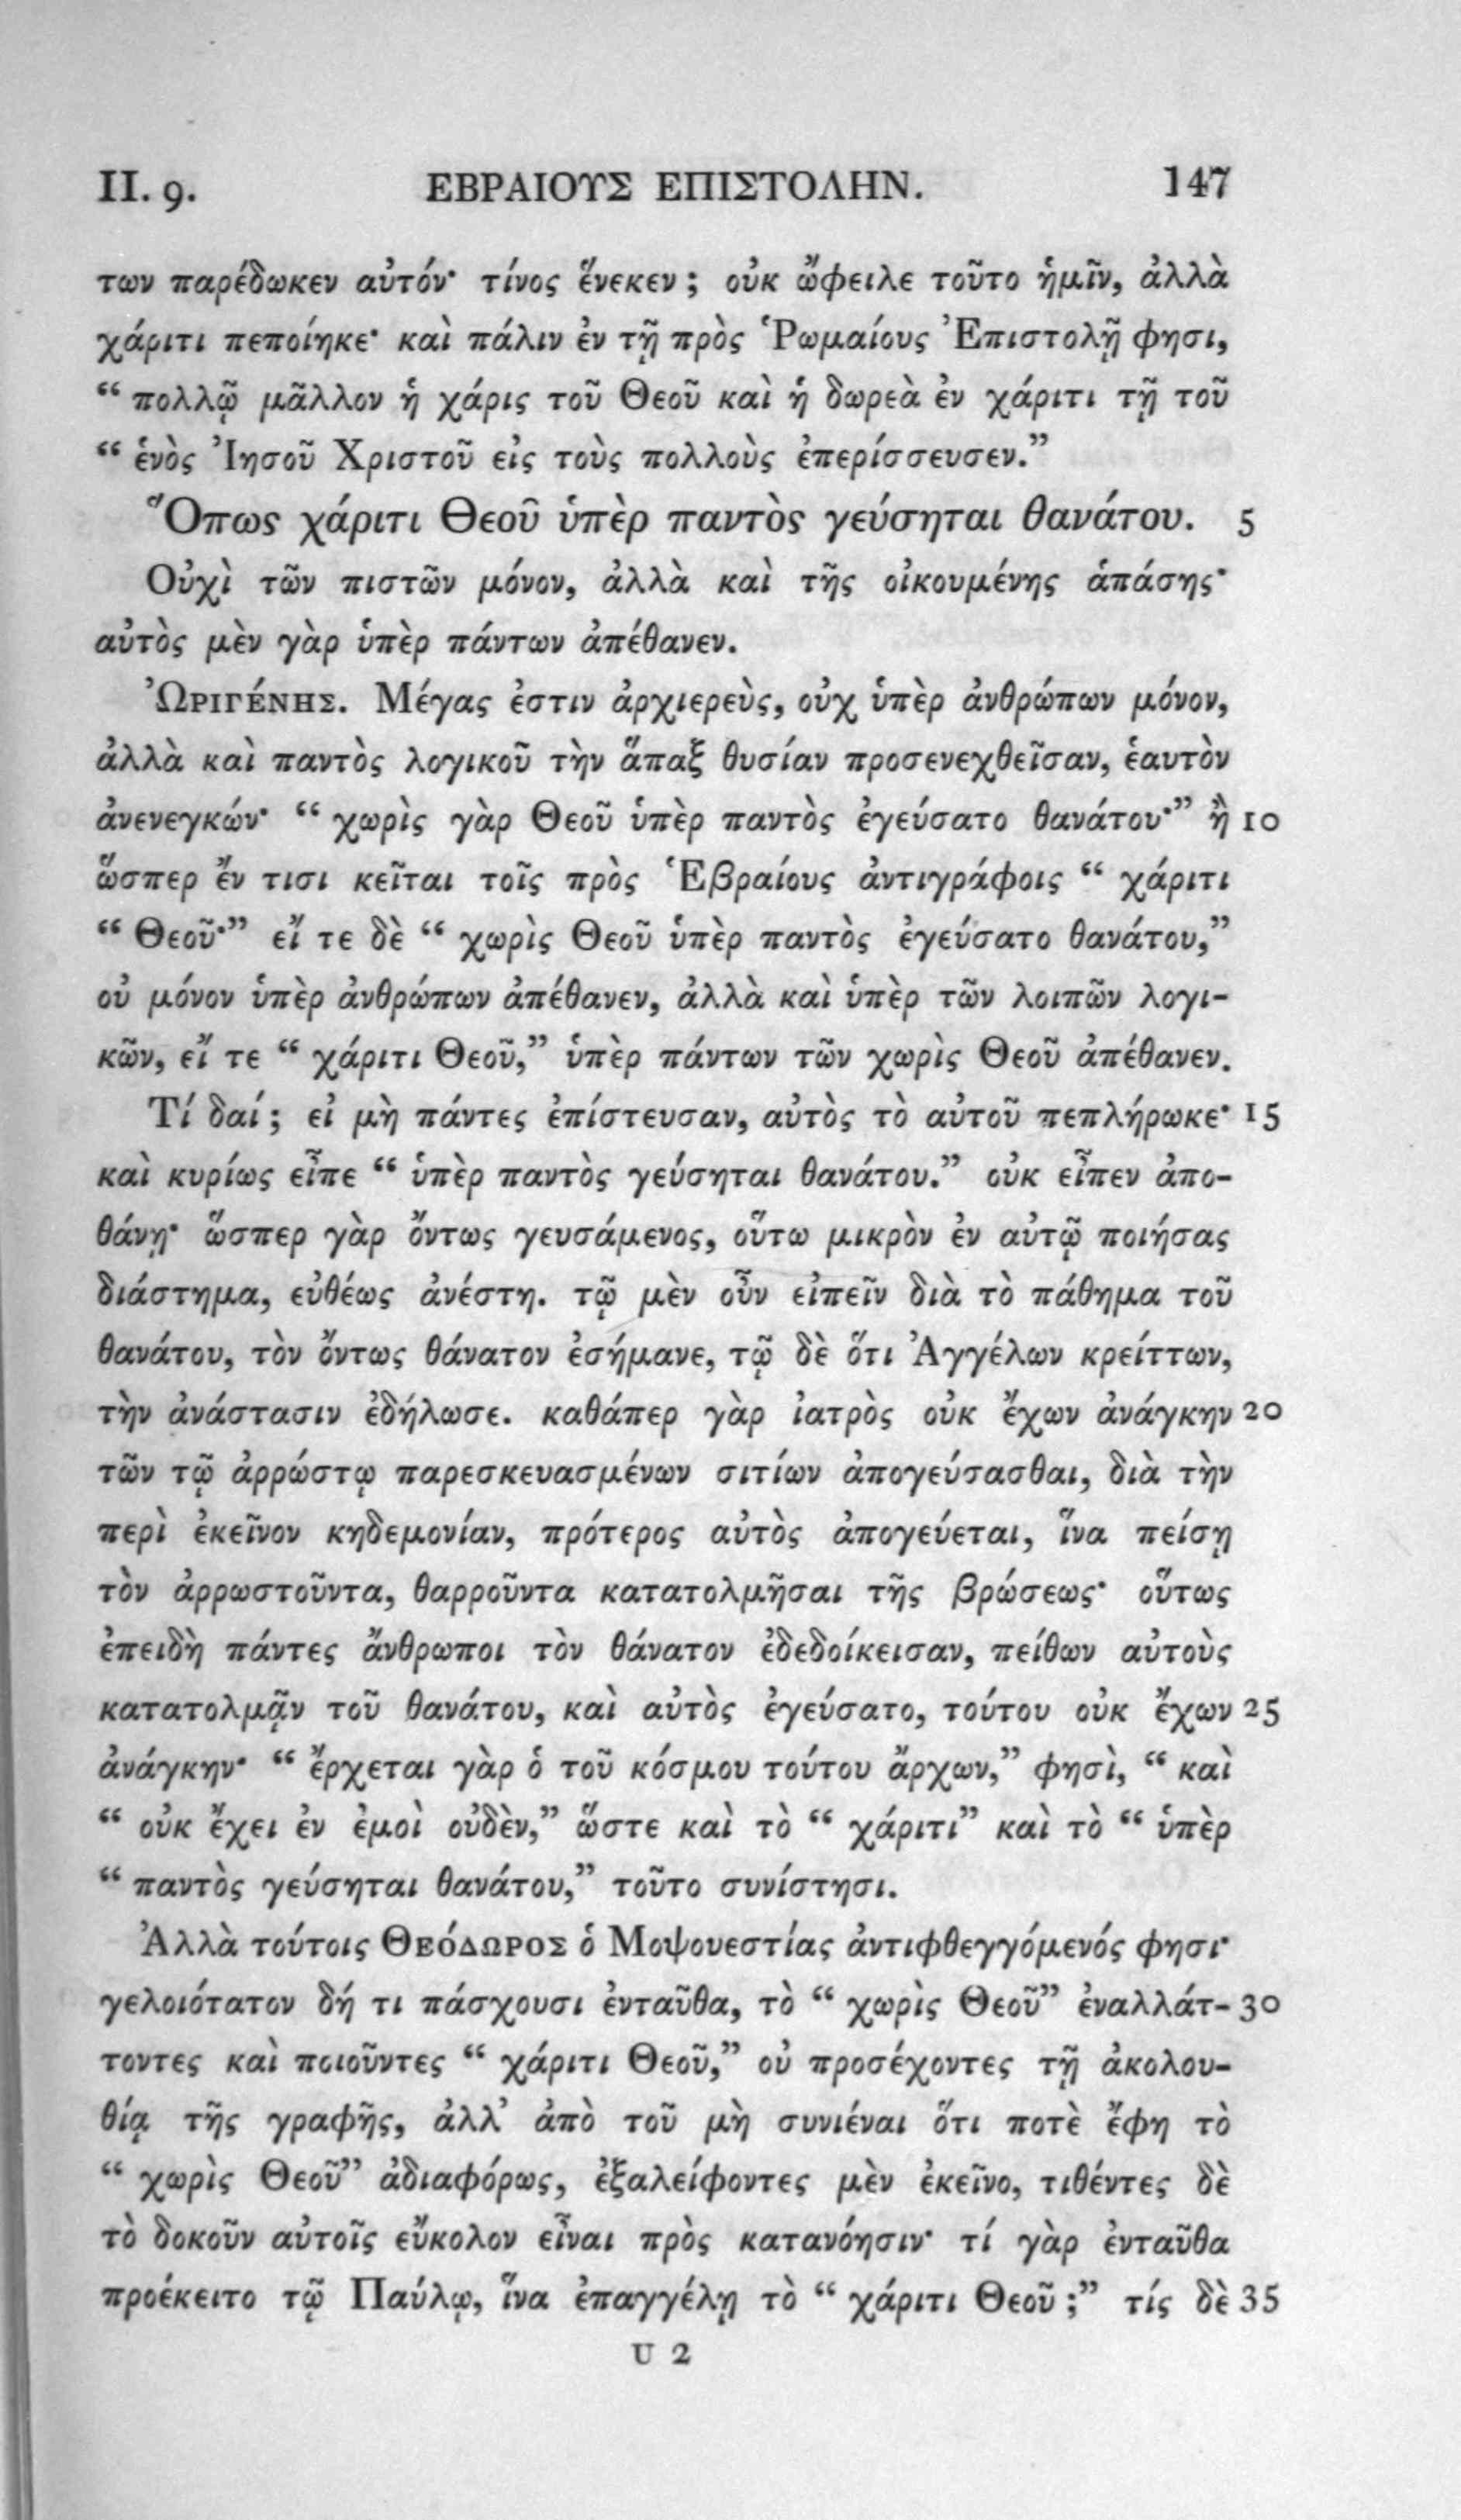 II. 9. ΕΒΡΑΙΟΥΣ ΕΠΙΣΤΟΛΗΝ. 147
των παρέδωκεν αὐτόν· τίνος ἕνεκεν ; οὐκ ὤφειλε τοῦτο ἡμῖν, ἀλλὰ
χάριτι πεποίηκε· καὶ πάλιν ἐν τῇ πρὸς Ῥωμαίους Ἐπιστολῇ φησι,
“ πολλῷ μᾶλλον ἡ χάρις τοῦ Θεοῦ καὶ ἡ δωρεὰ ἐν χάριτι τῇ τοῦ
“ ἑνὸς Ἰησοῦ Χριστοῦ εἰς τοὺς πολλοὺς ἐπερίσσευσεν.”
Ὅπως χάριτι Θεοῦ ὑπὲρ παντὸς γεύσηται θανάτου. 5
Οὐχὶ τῶν πιστῶν μόνον, ἀλλὰ καὶ τῆς οἰκουμένης ἁπάσης·
αὐτὸς μὲν γὰρ ὑπὲρ πάντων ἀπέθανεν.
ὨΡΙΓΈΝΗΣ. Μέγας ἐστιν ἀρχιερεὺς, οὐχ ὑπὲρ ἀνθρώπων μόνον,
ἀλλὰ καὶ παντὸς λογικοῦ τὴν ἅπαξ θυσίαν προσενεχθεῖσαν, ἑαυτὸν
ἀνενεγκών· “ χωρὶς γὰρ Θεοῦ ὑπὲρ παντὸς ἐγεύσατο θανάτου·” ἢ 10
ὥσπερ ἔν τισι κεῖται τοῖς πρὸς Ἑβραίους ἀντιγράφοις “ χάριτι
“ Θεοῦ·” εἴ τε δὲ “ χωρὶς Θεοῦ ὑπὲρ παντὸς ἐγεύσατο θανάτου,”
οὐ μόνον ὑπὲρ ἀνθρώπων ἀπέθανεν, ἀλλὰ καὶ ὑπὲρ τῶν λοιπῶν λογι-
κῶν, εἴ τε “ χάριτι Θεοῦ,” ὑπὲρ πάντων τῶν χωρὶς Θεοῦ ἀπέθανεν.
Τί δαί ; εἰ μὴ πάντες ἐπίστευσαν, αὐτὸς τὸ αὐτοῦ πεπλήρωκε· 15
καὶ κυρίως εἶπε “ ὑπὲρ παντὸς γεύσηται θανάτου.” οὐκ εἶπεν ἀπο-
θάνῃ· ὥσπερ γὰρ ὄντως γευσάμενος, οὕτω μικρὸν ἐν αὐτῷ ποιήσας
διάστημα, εὐθέως ἀνέστη. τῷ μὲν οὖν εἰπεῖν διὰ τὸ πάθημα τοῦ
θανάτου, τὸν ὄντως θάνατον ἐσήμανε, τῷ δὲ ὅτι Ἀγγέλων κρείττων,
τὴν ἀνάστασιν ἐδήλωσε. καθάπερ γὰρ ἰατρὸς οὐκ ἔχων ἀνάγκην 20
τῶν τῷ ἀρρώστῳ παρεσκευασμένων σιτίων ἀπογεύσασθαι, διὰ τὴν
περὶ ἐκεῖνον κηδεμονίαν, πρότερος αὐτὸς ἀπογεύεται, ἵνα πείσῃ
τὸν ἀρρωστοῦντα, θαρροῦντα κατατολμῆσαι τῆς βρώσεως· οὕτως
ἐπειδὴ πάντες ἄνθρωποι τὸν θάνατον ἐδεδοίκεισαν, πείθων αὐτοὺς
κατατολμᾷν τοῦ θανάτου, καὶ αὐτὸς ἐγεύσατο, τούτου οὐκ ἔχων 25
ἀνάγκην· “ ἔρχεται γὰρ ὁ τοῦ κόσμου τούτου ἄρχων,” φησὶ, “ καὶ
“ οὐκ ἔχει ἐν ἐμοὶ οὐδὲν,” ὥστε καὶ τὸ “ χάριτι” καὶ τὸ “ ὑπὲρ
“ παντὸς γεύσηται θανάτου,” τοῦτο συνίστησι.
Ἀλλὰ τούτοις ΘΕΌΔΩΡΟΣ ὁ Μοψουεστίας ἀντιφθεγγόμενός φησι·
γελοιότατον δή τι πάσχουσι ἐνταῦθα, τὸ “ χωρὶς Θεοῦ” ἐναλλάτ- 30
τοντες καὶ ποιοῦντες “ χάριτι Θεοῦ,” οὐ προσέχοντες τῇ ἀκολου-
θίᾳ τῆς γραφῆς, ἀλλ’ ἀπὸ τοῦ μὴ συνιέναι ὅτι ποτὲ ἔφη τὸ
“ χωρὶς Θεοῦ” ἀδιαφόρως, ἐξαλείφοντες μὲν ἐκεῖνο, τιθέντες δὲ
τὸ δοκοῦν αὐτοῖς εὔκολον εἶναι πρὸς κατανόησιν· τί γὰρ ἐνταῦθα
προέκειτο τῷ Παύλῳ, ἵνα ἐπαγγέλῃ τὸ “ χάριτι Θεοῦ ;” τίς δὲ 35
U 2